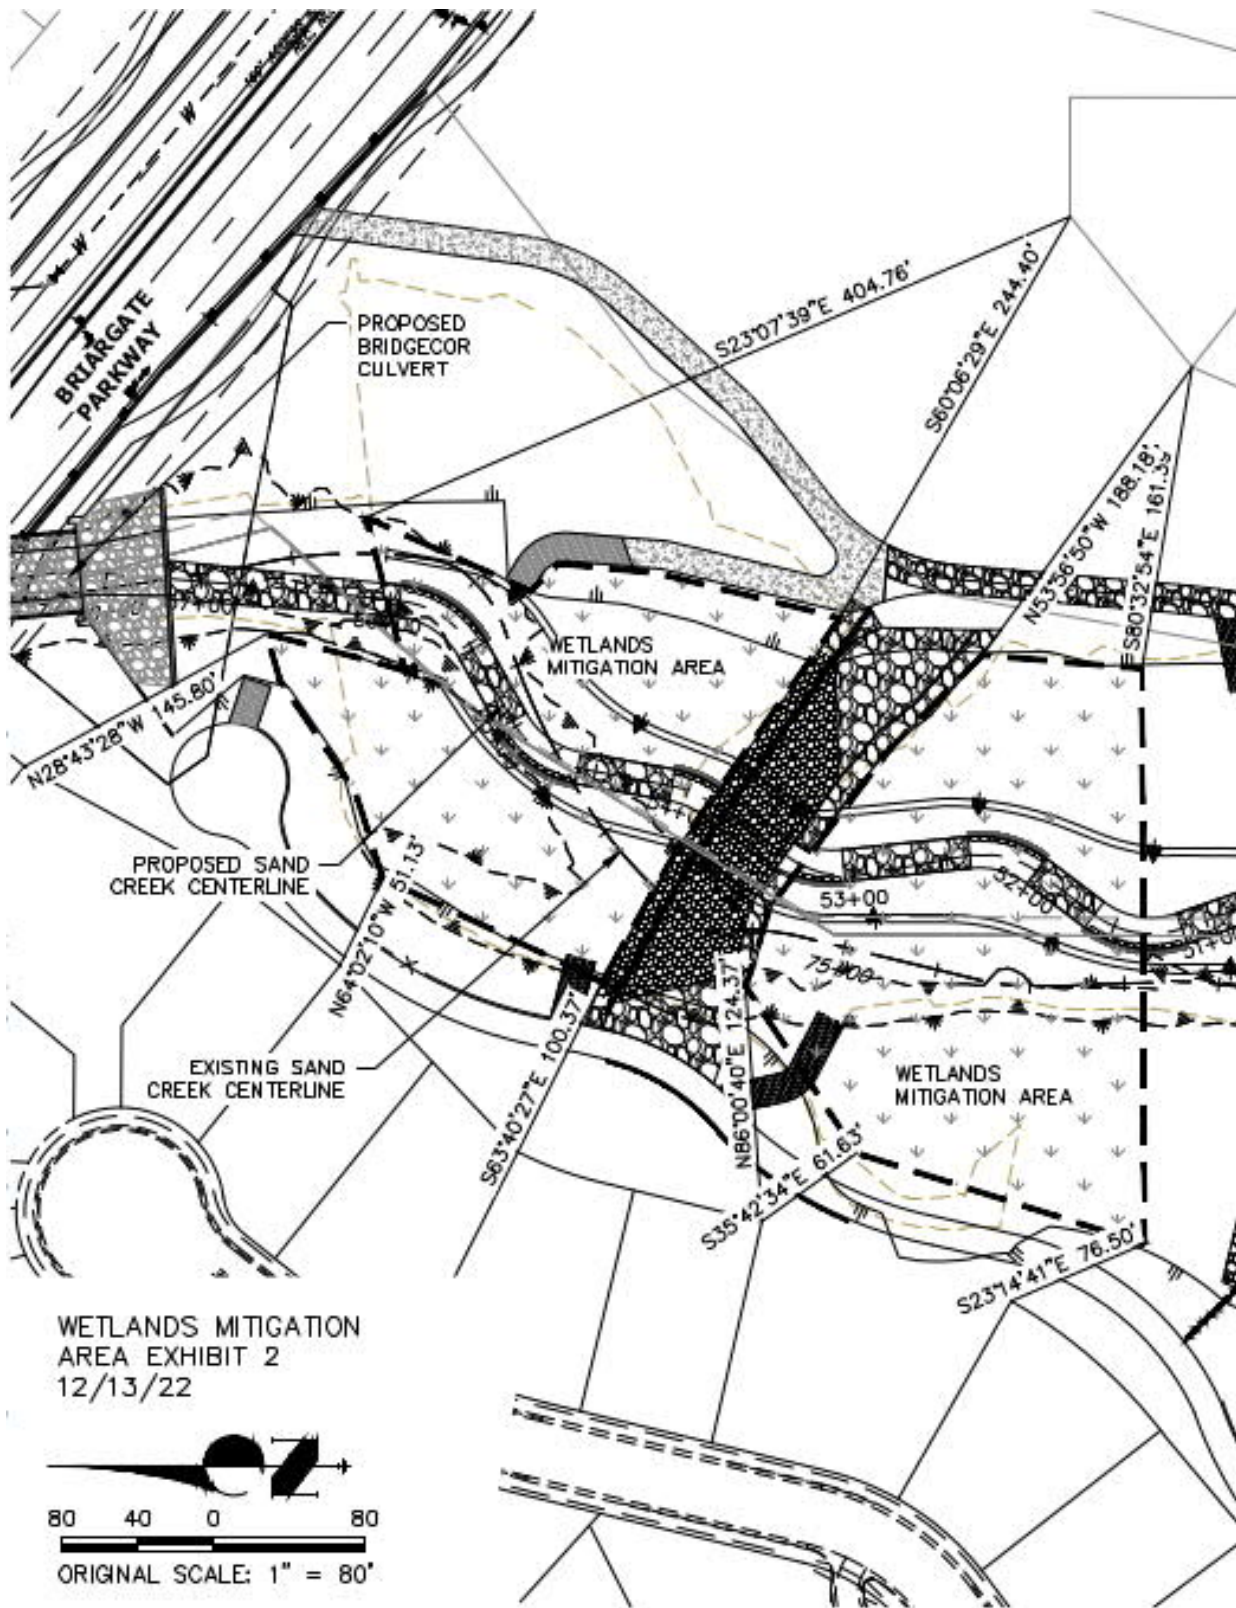 W
W
BRIARGATE
PARKWAY
PROPOSED
BRIDGECOR
CULVERT
S23°07'39"E 404.76'
S60°06'29"E 244.40'
N53°56'50"W 188.18'
S80°32'54"E 161.39'
WETLANDS
MITIGATION AREA
N28°43'28"W 145.80'
PROPOSED SAND
CREEK CENTERLINE
N64°02'10"W 51.13'
53+00
52+00
51+00
EXISTING SAND
CREEK CENTERLINE
S63°40'27"E 100.37'
N86°00'40"E 124.37'
WETLANDS
MITIGATION AREA
S35°42'34"E 61.63'
S23°14'41"E 76.50'
WETLANDS MITIGATION
AREA EXHIBIT 2
12/13/22
80 40 0 80
ORIGINAL SCALE: 1" = 80'